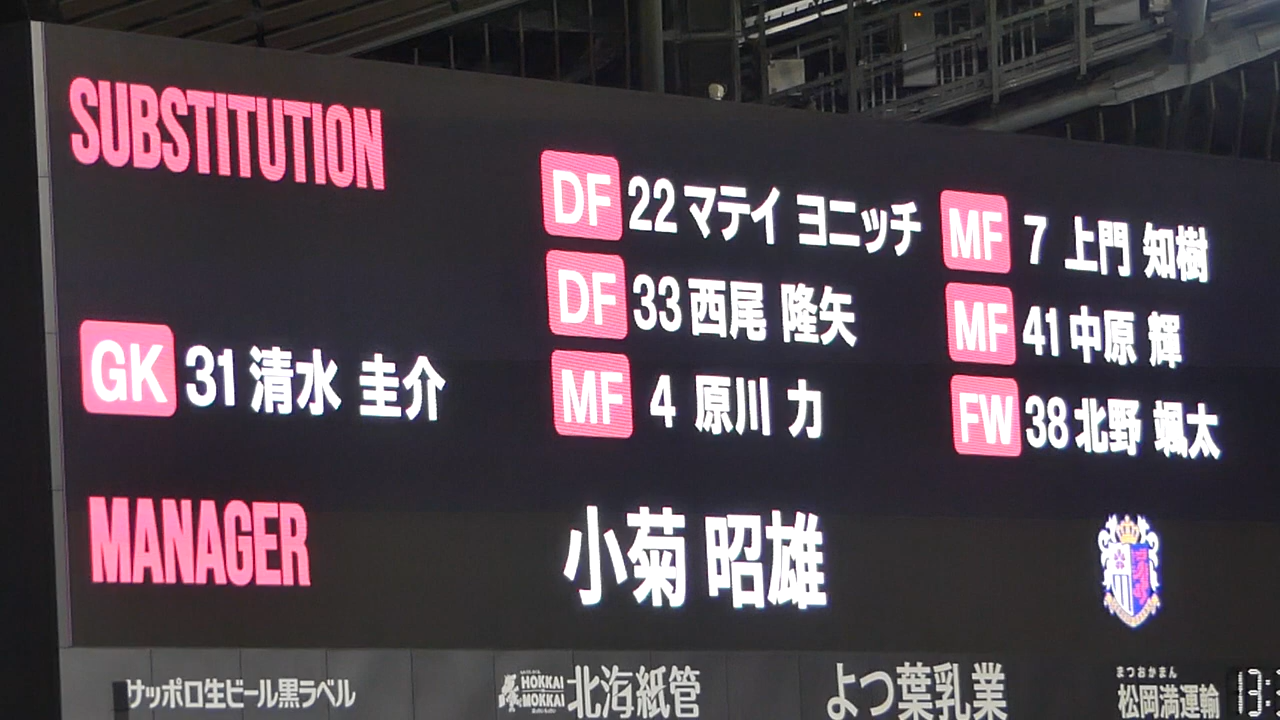 SUBSTITUTION
GK 31 清水 圭介
DF 22 マテイ ヨニッチ
DF 33 西尾 隆矢
MF 4 原川 力
MF 7 上門 知樹
MF 41 中原 輝
FW 38 北野 颯太
MANAGER
小菊 昭雄
サッポロ生ビール黒ラベル
HOKKAI
MOKKAI
北海紙管
よつ葉乳業
まつおかまん
松岡満運輸
13: